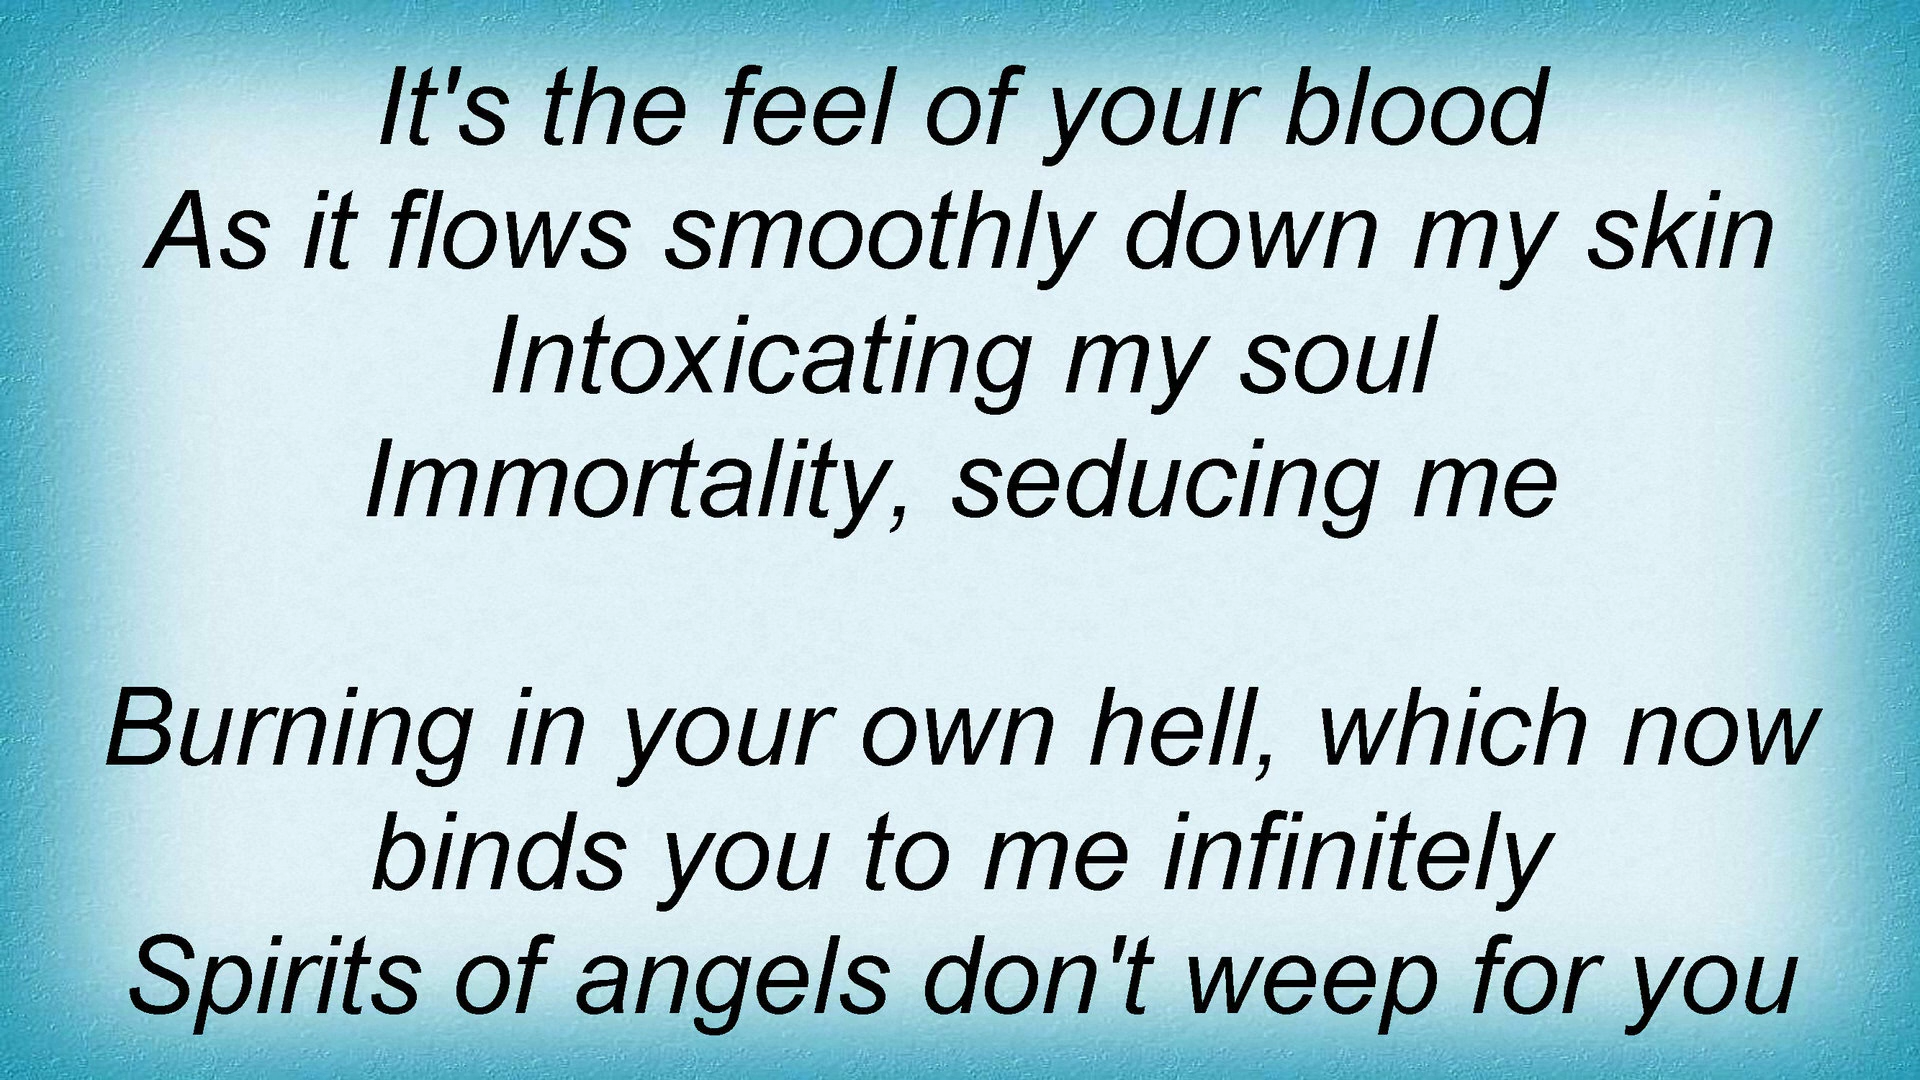 It's the feel of your blood
As it flows smoothly down my skin
Intoxicating my soul
Immortality, seducing me
Burning in your own hell, which now
binds you to me infinitely
Spirits of angels don't weep for you